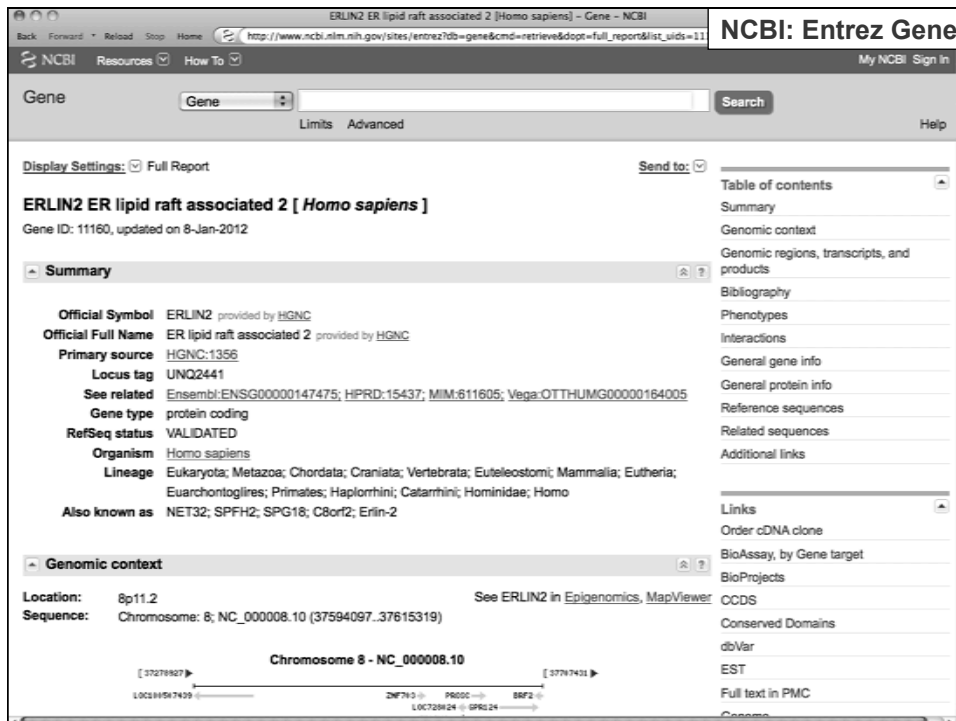 ERLIN2 ER lipid raft associated 2 [Homo sapiens] – Gene – NCBI
NCBI: Entrez Gene
Back Forward Reload Stop Home http://www.ncbi.nlm.nih.gov/sites/entrez?db=gene&cmd=retrieve&dopt=full_report&list_uids=111
NCBI Resources How To My NCBI Sign In
Gene Gene Search
Limits Advanced Help
Display Settings: Full Report Send to:
ERLIN2 ER lipid raft associated 2 [ Homo sapiens ]
Gene ID: 11160, updated on 8-Jan-2012
Summary ?
Official Symbol ERLIN2 provided by HGNC
Official Full Name ER lipid raft associated 2 provided by HGNC
Primary source HGNC:1356
Locus tag UNQ2441
See related Ensembl:ENSG00000147475; HPRD:15437; MIM:611605; Vega:OTTHUMG00000164005
Gene type protein coding
RefSeq status VALIDATED
Organism Homo sapiens
Lineage Eukaryota; Metazoa; Chordata; Craniata; Vertebrata; Euteleostomi; Mammalia; Eutheria;
Euarchontoglires; Primates; Haplorrhini; Catarrhini; Hominidae; Homo
Also known as NET32; SPFH2; SPG18; C8orf2; Erlin-2
Genomic context ?
Location: 8p11.2 See ERLIN2 in Epigenomics, MapViewer
Sequence: Chromosome: 8; NC_000008.10 (37594097..37615319)
Chromosome 8 - NC_000008.10
[ 37270927 [ 37707431
ZNF703 PROSC BRF2
LOC728024 GPR124
Table of contents
Summary
Genomic context
Genomic regions, transcripts, and
products
Bibliography
Phenotypes
Interactions
General gene info
General protein info
Reference sequences
Related sequences
Additional links
Links
Order cDNA clone
BioAssay, by Gene target
BioProjects
CCDS
Conserved Domains
dbVar
EST
Full text in PMC
Genome